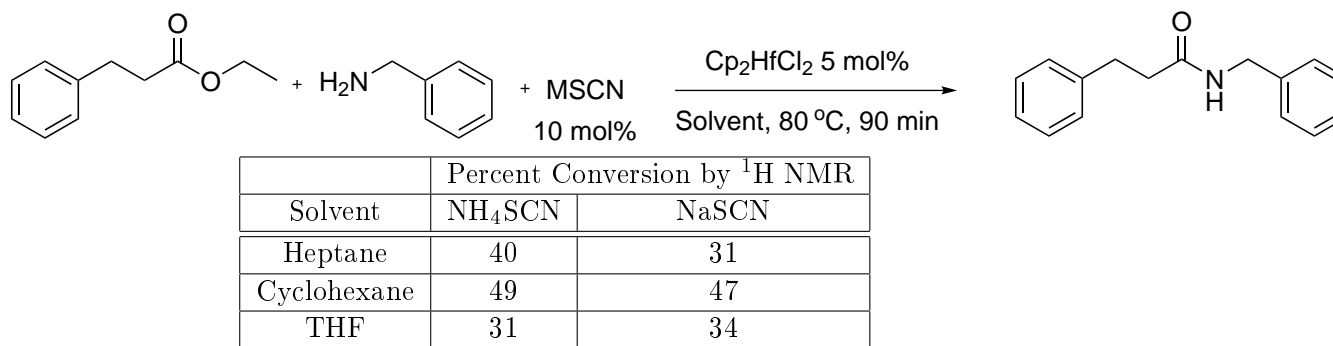 O
O
+
H₂N
+
MSCN
10 mol%
Cp₂HfCl₂ 5 mol%
Solvent, 80 °C, 90 min
O
N
H
Percent Conversion by ¹H NMR
Solvent NH₄SCN NaSCN
Heptane 40 31
Cyclohexane 49 47
THF 31 34